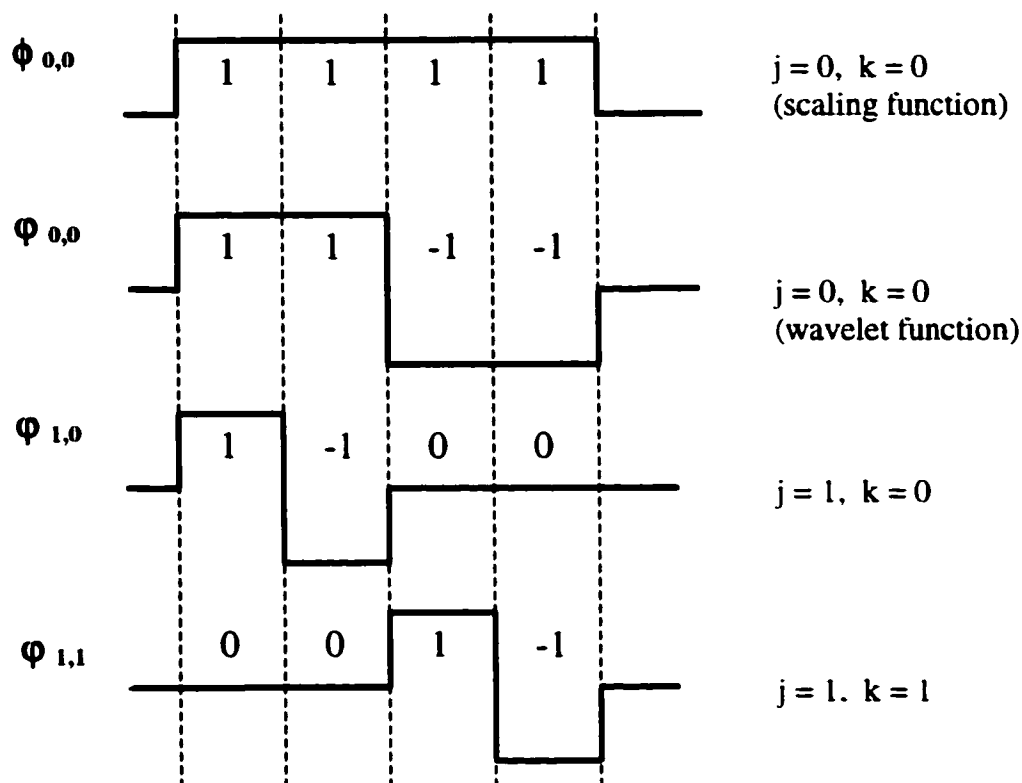 ϕ 0,0 1 1 1 1 j = 0, k = 0
(scaling function)
φ 0,0 1 1 -1 -1 j = 0, k = 0
(wavelet function)
φ 1,0 1 -1 0 0 j = 1, k = 0
φ 1,1 0 0 1 -1 j = 1. k = 1